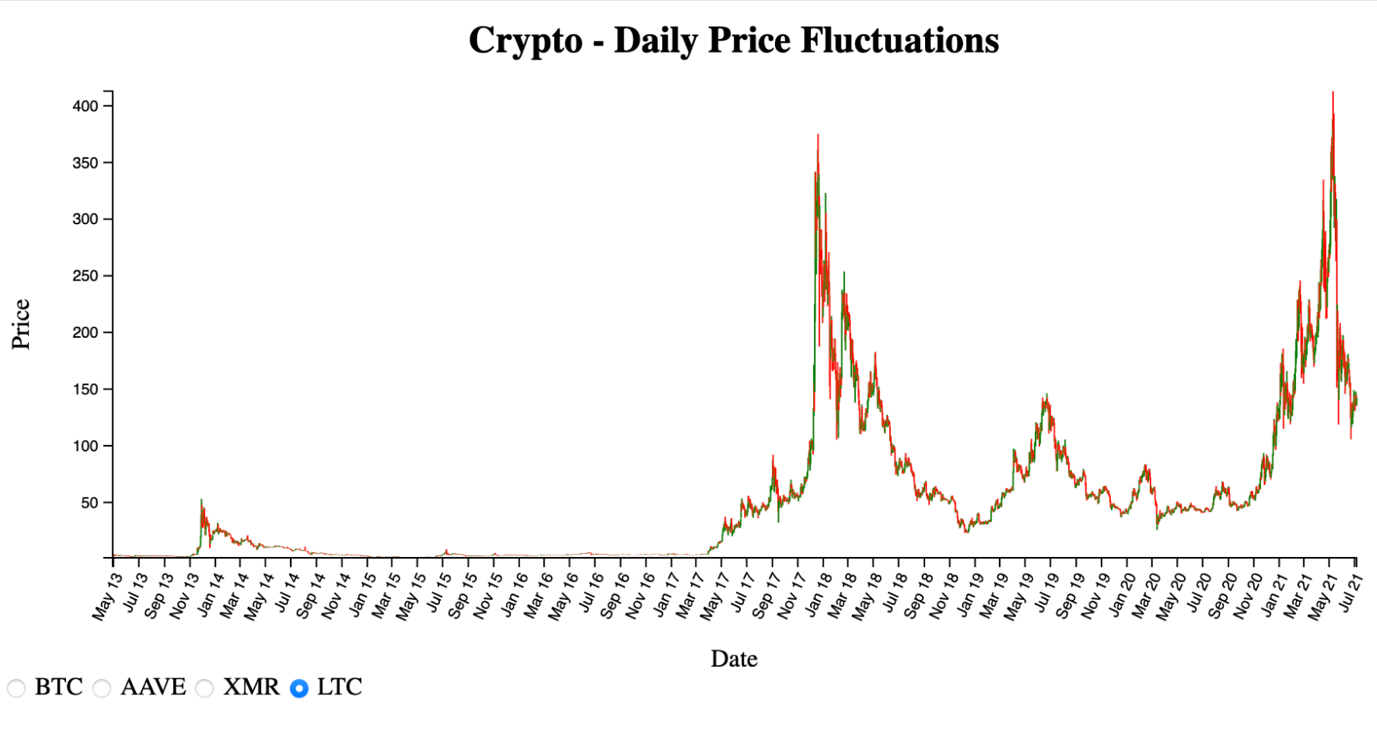 Crypto - Daily Price Fluctuations
400
350
300
250
200
150
100
50
Price
May 13
Jul 13
Sep 13
Nov 13
Jan 14
Mar 14
May 14
Jul 14
Sep 14
Nov 14
Jan 15
Mar 15
May 15
Jul 15
Sep 15
Nov 15
Jan 16
Mar 16
May 16
Jul 16
Sep 16
Nov 16
Jan 17
Mar 17
May 17
Jul 17
Sep 17
Nov 17
Jan 18
Mar 18
May 18
Jul 18
Sep 18
Nov 18
Jan 19
Mar 19
May 19
Jul 19
Sep 19
Nov 19
Jan 20
Mar 20
May 20
Jul 20
Sep 20
Nov 20
Jan 21
Mar 21
May 21
Jul 21
Date
BTC AAVE XMR LTC